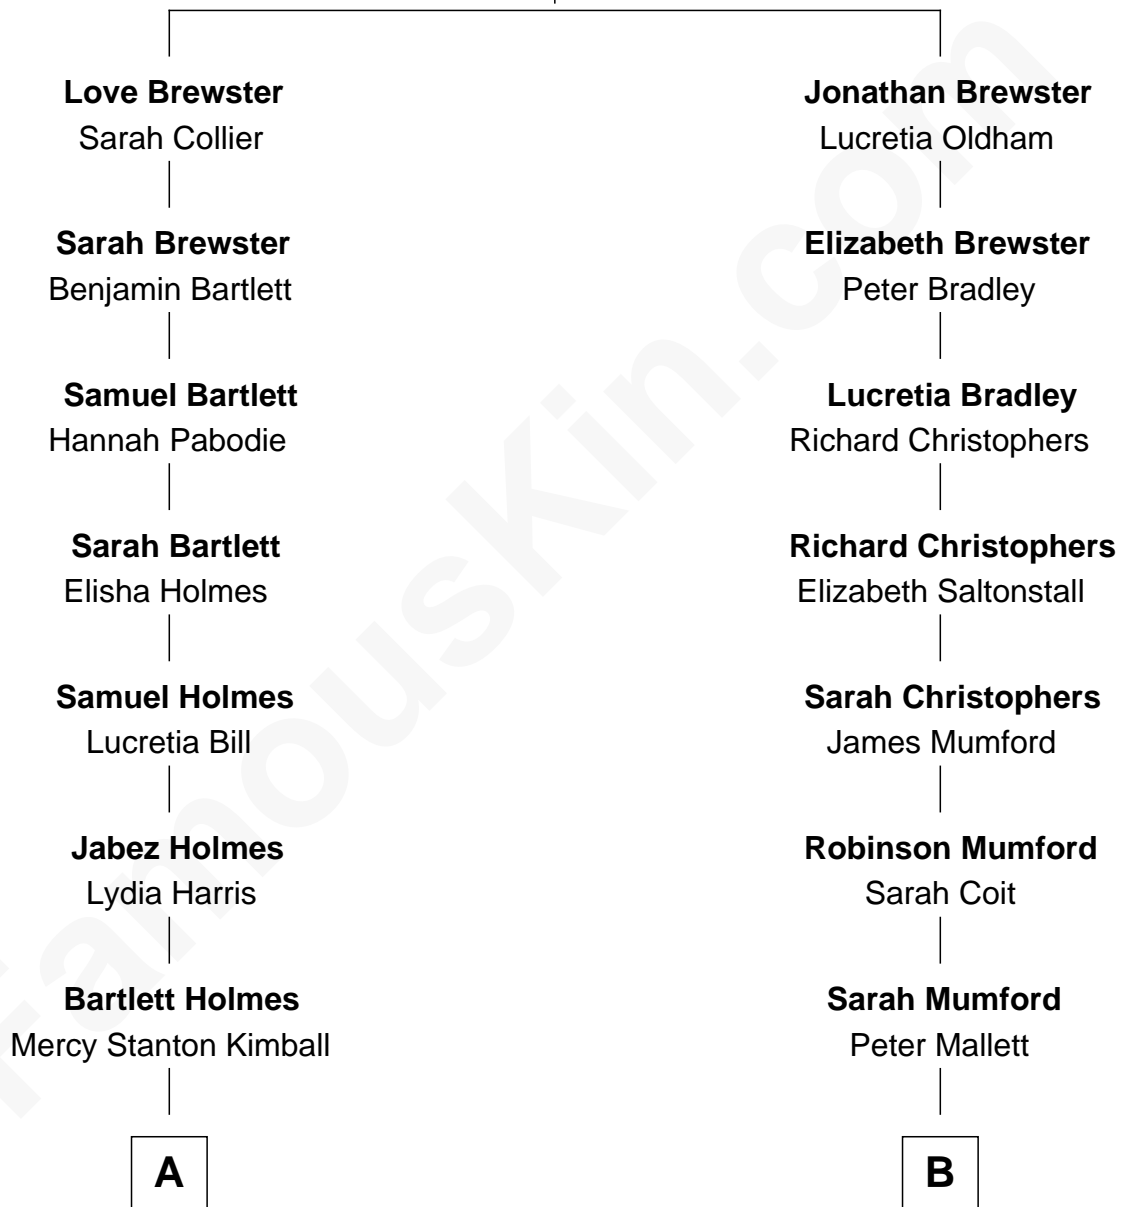 Love Brewster
Sarah Collier
Jonathan Brewster
Lucretia Oldham
Sarah Brewster
Benjamin Bartlett
Elizabeth Brewster
Peter Bradley
Samuel Bartlett
Hannah Pabodie
Lucretia Bradley
Richard Christophers
Sarah Bartlett
Elisha Holmes
Richard Christophers
Elizabeth Saltonstall
Samuel Holmes
Lucretia Bill
Sarah Christophers
James Mumford
Jabez Holmes
Lydia Harris
Robinson Mumford
Sarah Coit
Bartlett Holmes
Mercy Stanton Kimball
Sarah Mumford
Peter Mallett
A
B
FamousKin.com